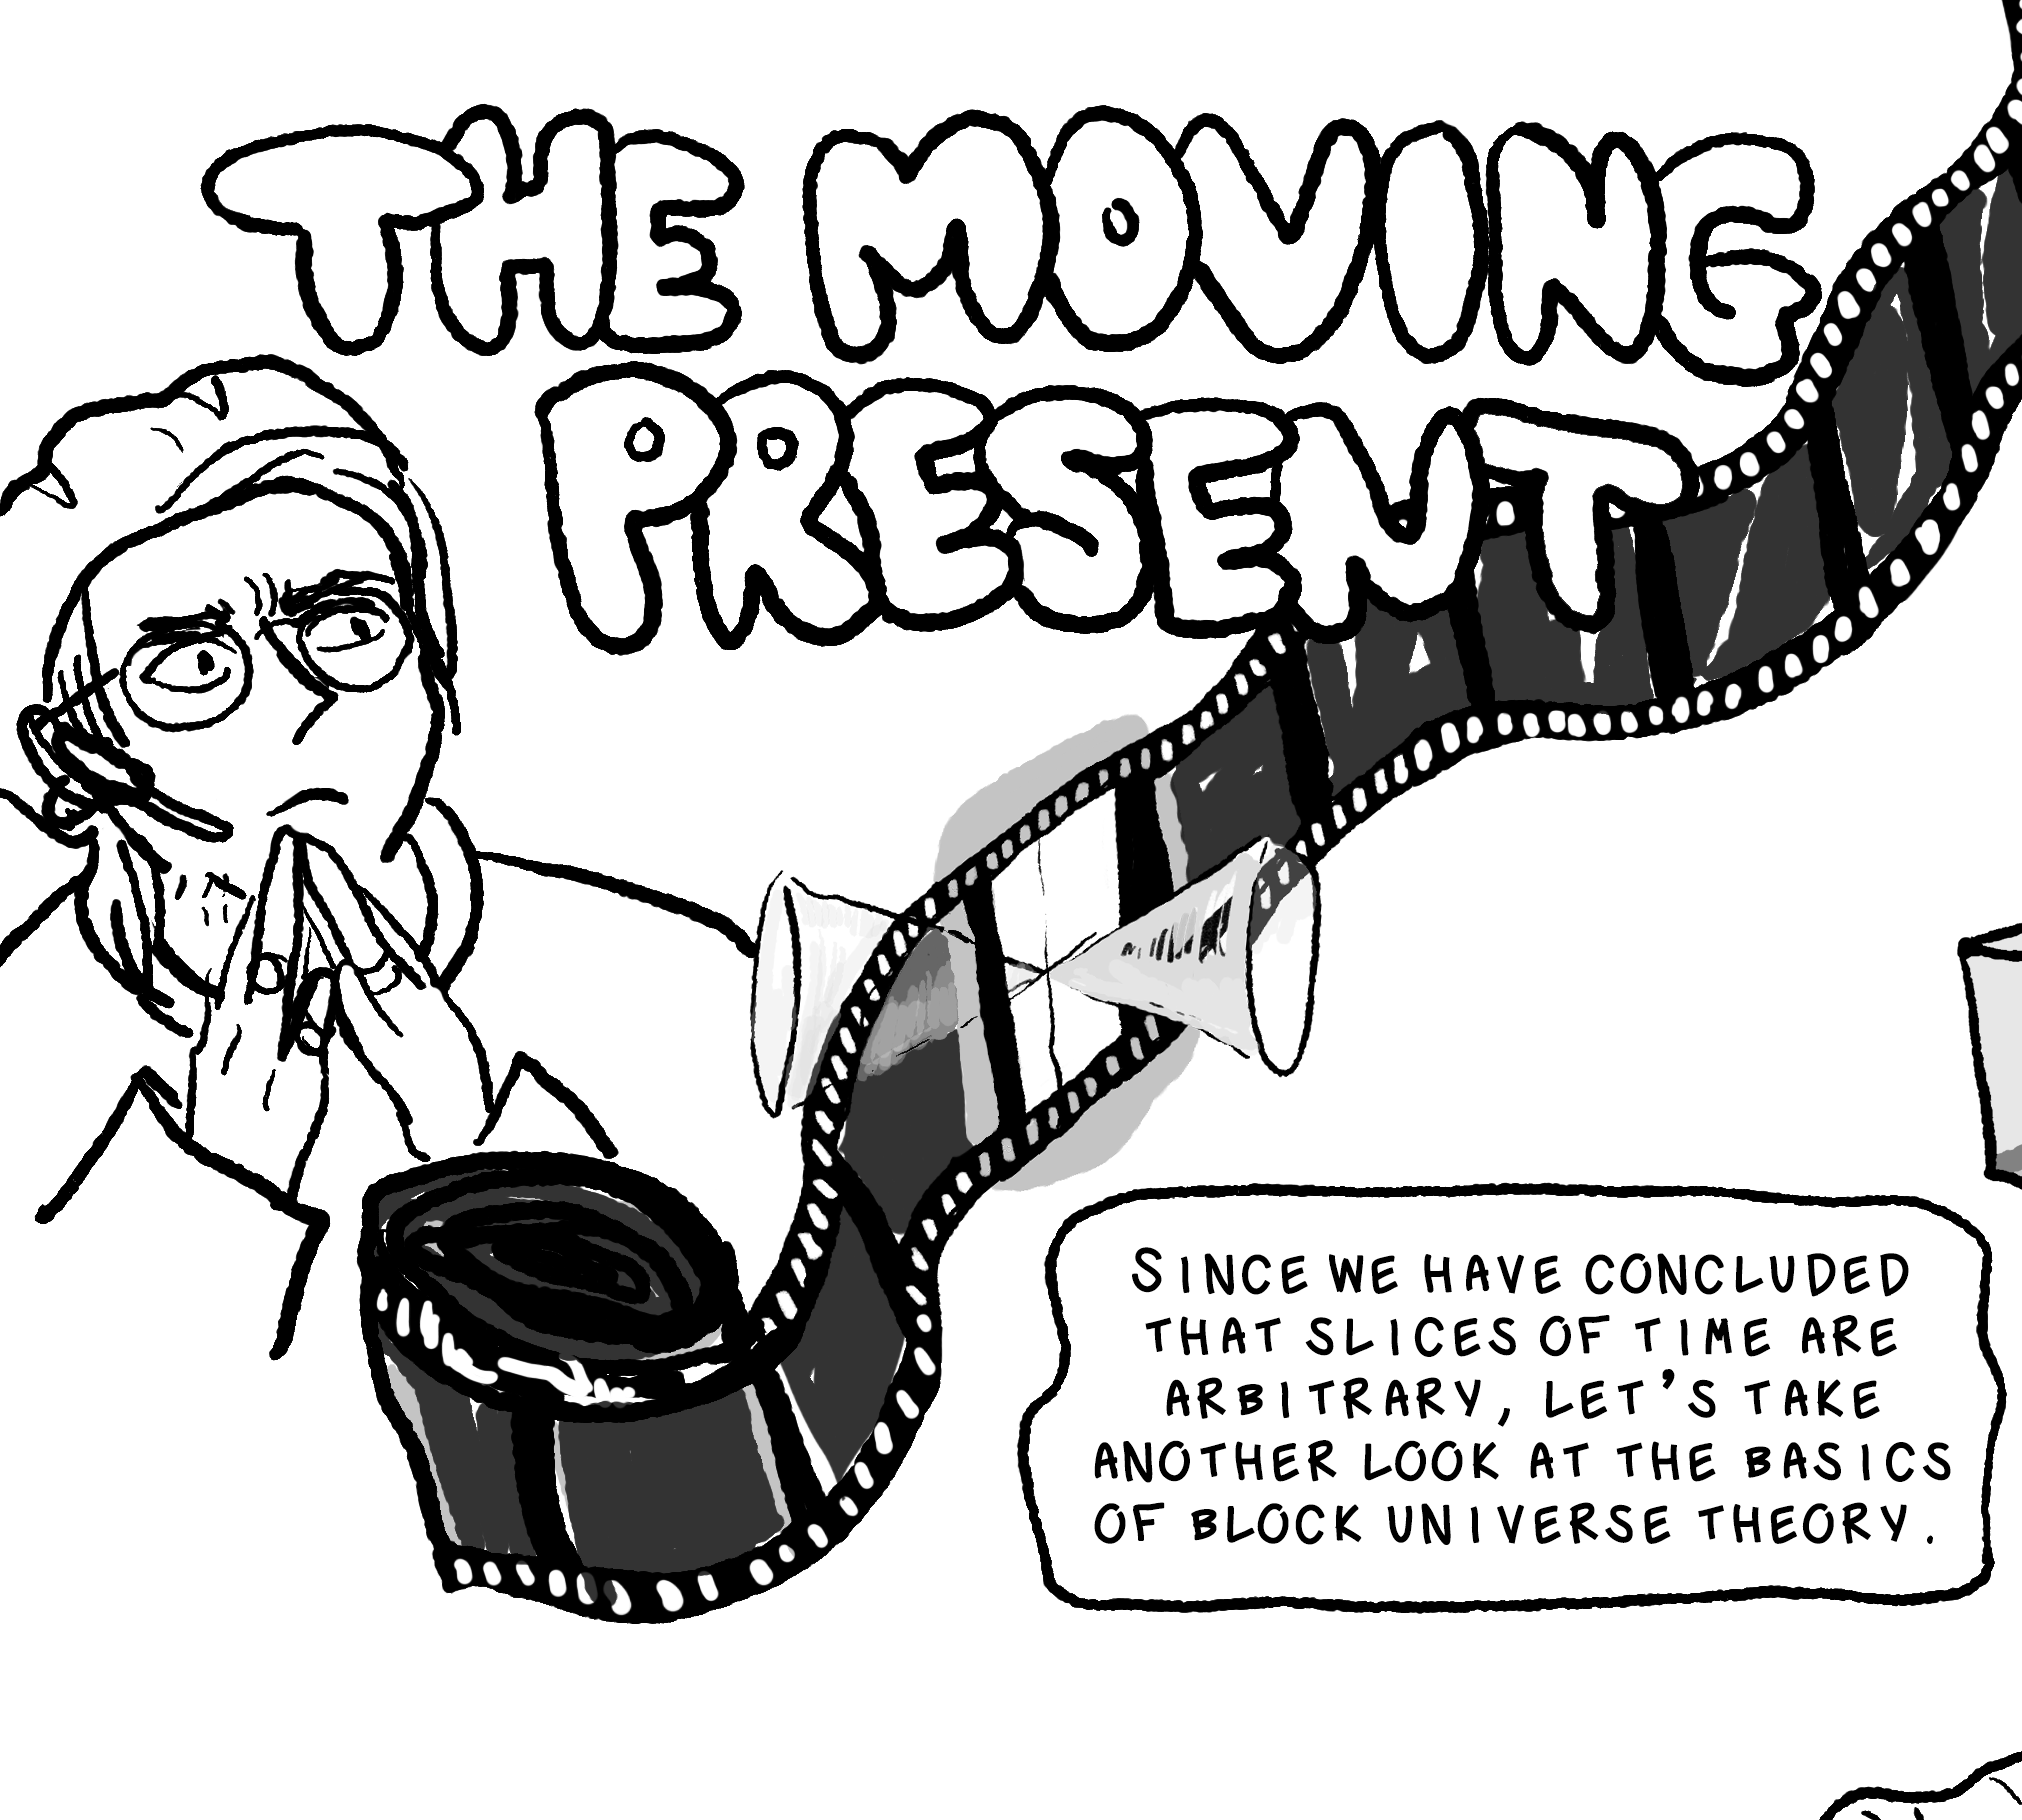 THE MOVING
PRESENT
SINCE WE HAVE CONCLUDED
THAT SLICES OF TIME ARE
ARBITRARY, LET'S TAKE
ANOTHER LOOK AT THE BASICS
OF BLOCK UNIVERSE THEORY.